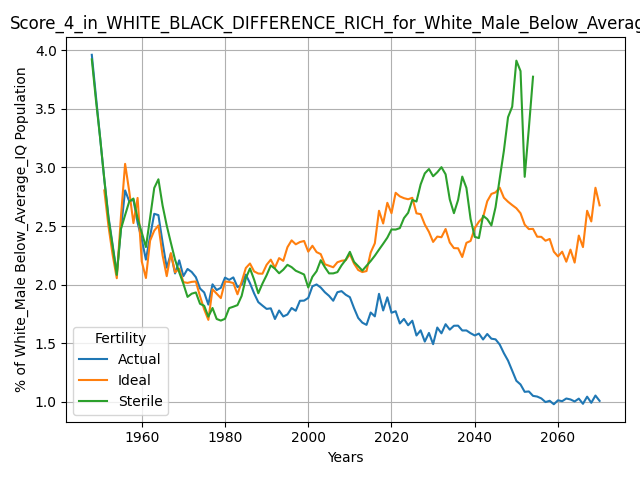 Score_4_in_WHITE_BLACK_DIFFERENCE_RICH_for_White_Male_Below_Averag
% of White_Male Below_Average_IQ Population
4.0
3.5
3.0
2.5
2.0
1.5
1.0
Fertility
Actual
Ideal
Sterile
1960 1980 2000 2020 2040 2060
Years